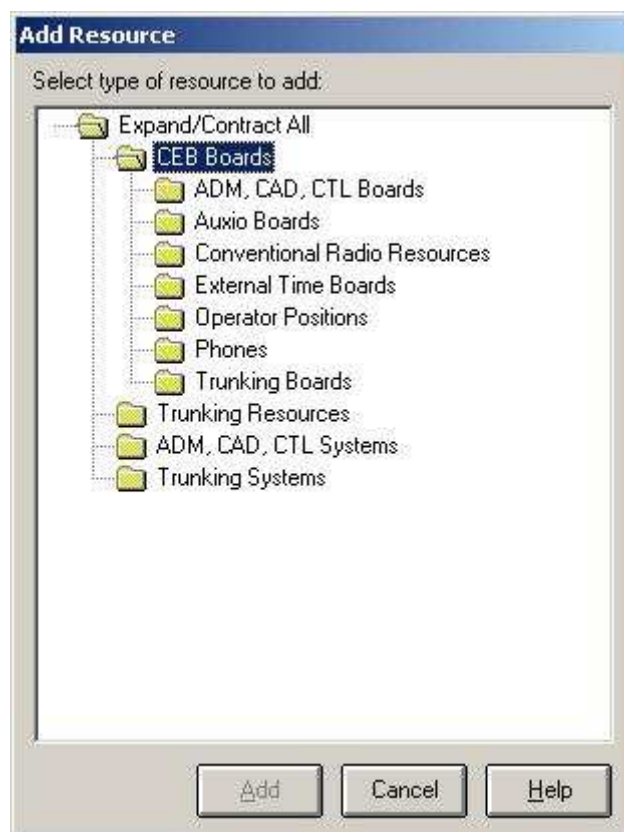 Add Resource
Select type of resource to add:
Expand/Contract All
CEB Boards
ADM, CAD, CTL Boards
Auxio Boards
Conventional Radio Resources
External Time Boards
Operator Positions
Phones
Trunking Boards
Trunking Resources
ADM, CAD, CTL Systems
Trunking Systems
Add Cancel Help